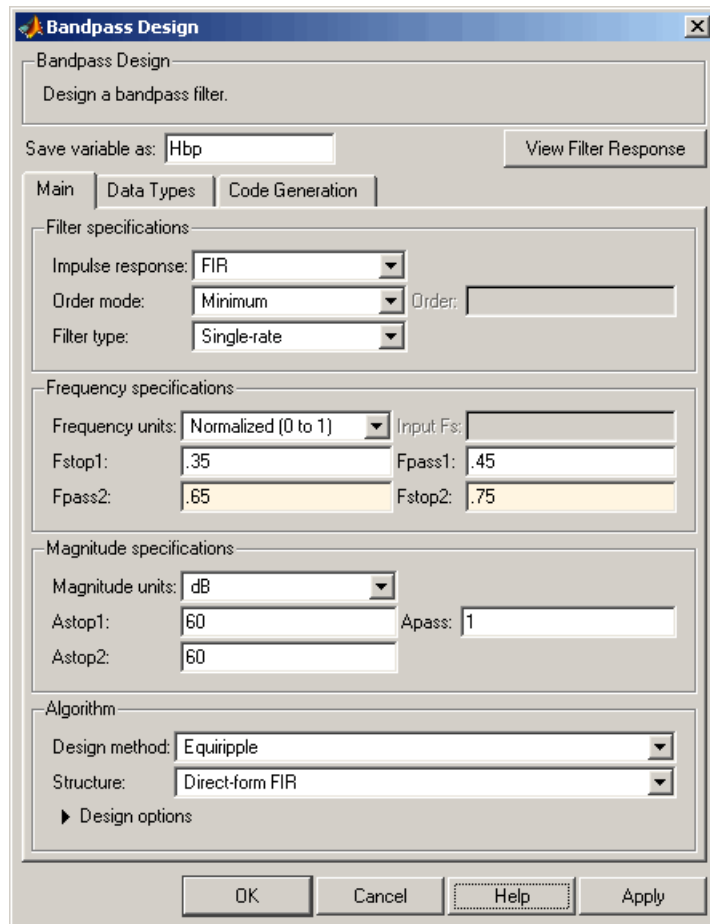 Bandpass Design
Bandpass Design
Design a bandpass filter.
Save variable as: Hbp View Filter Response
Main Data Types Code Generation
Filter specifications
Impulse response: FIR
Order mode: Minimum Order:
Filter type: Single-rate
Frequency specifications
Frequency units: Normalized (0 to 1) Input Fs:
Fstop1: .35 Fpass1: .45
Fpass2: .65 Fstop2: .75
Magnitude specifications
Magnitude units: dB
Astop1: 60 Apass: 1
Astop2: 60
Algorithm
Design method: Equiripple
Structure: Direct-form FIR
Design options
OK Cancel Help Apply